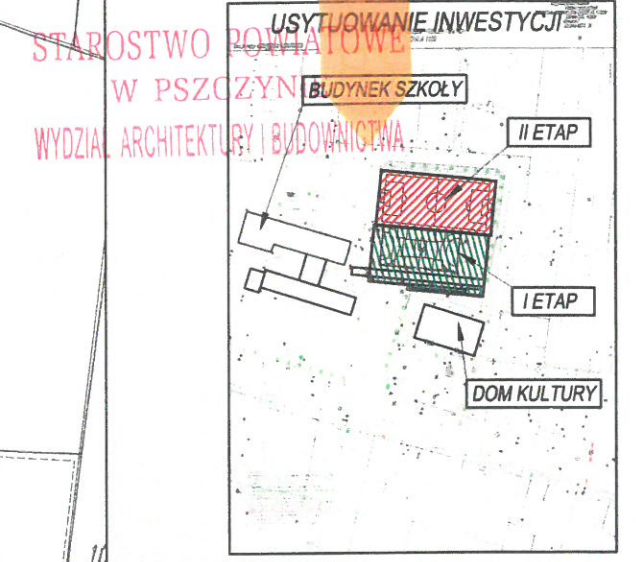 USYTUOWANIE INWESTYCJI
STAROSTWO POWIATOWE
W PSZCZYNIE
WYDZIAŁ ARCHITEKTURY I BUDOWNICTWA
BUDYNEK SZKOŁY
II ETAP
I ETAP
DOM KULTURY